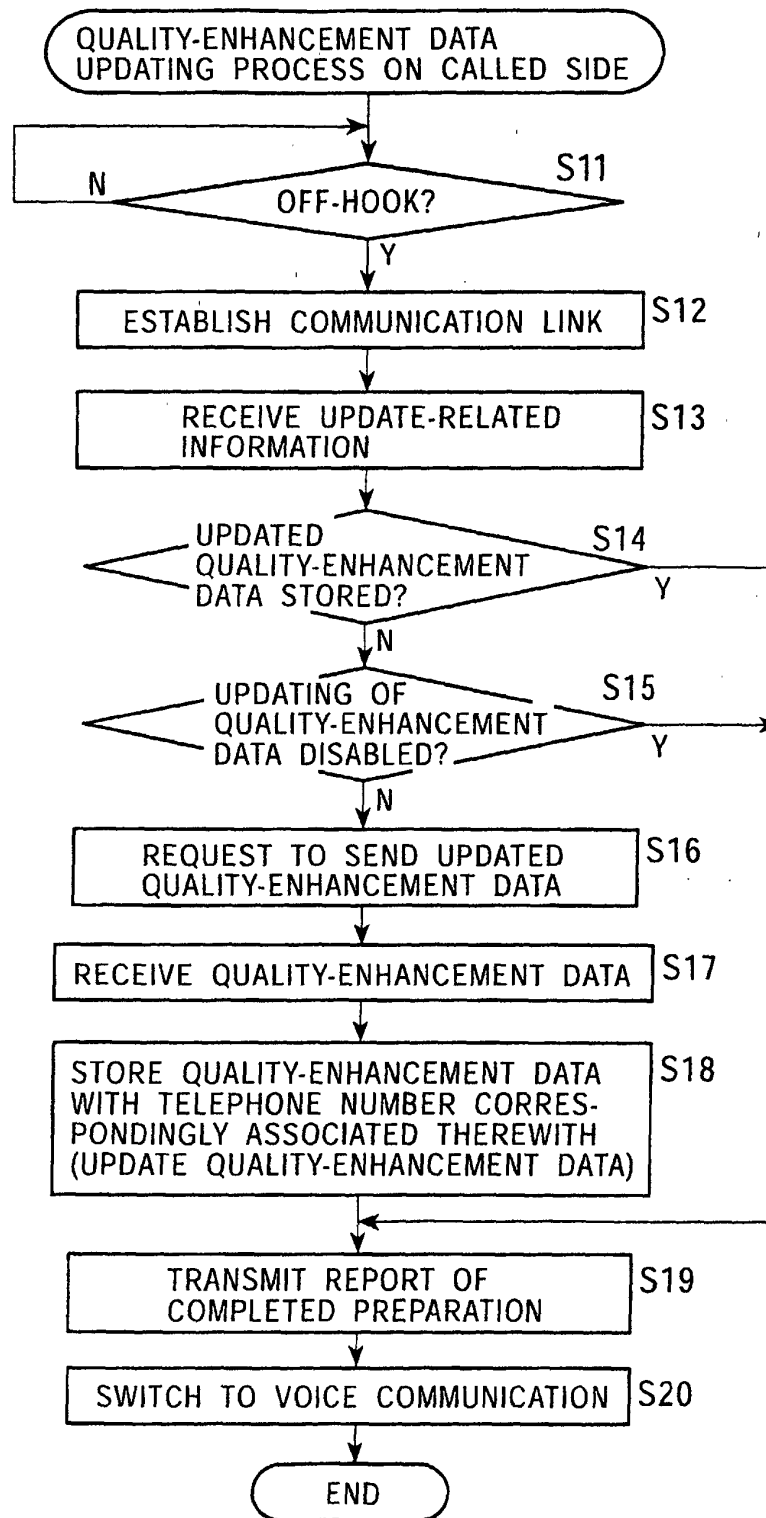 QUALITY-ENHANCEMENT DATA
UPDATING PROCESS ON CALLED SIDE
S11
N
OFF-HOOK?
Y
ESTABLISH COMMUNICATION LINK
S12
RECEIVE UPDATE-RELATED
INFORMATION
S13
UPDATED
QUALITY-ENHANCEMENT
DATA STORED?
S14
Y
N
UPDATING OF
QUALITY-ENHANCEMENT
DATA DISABLED?
S15
Y
N
REQUEST TO SEND UPDATED
QUALITY-ENHANCEMENT DATA
S16
RECEIVE QUALITY-ENHANCEMENT DATA
S17
STORE QUALITY-ENHANCEMENT DATA
WITH TELEPHONE NUMBER CORRES-
PONDINGLY ASSOCIATED THEREWITH
(UPDATE QUALITY-ENHANCEMENT DATA)
S18
TRANSMIT REPORT OF
COMPLETED PREPARATION
S19
SWITCH TO VOICE COMMUNICATION
S20
END